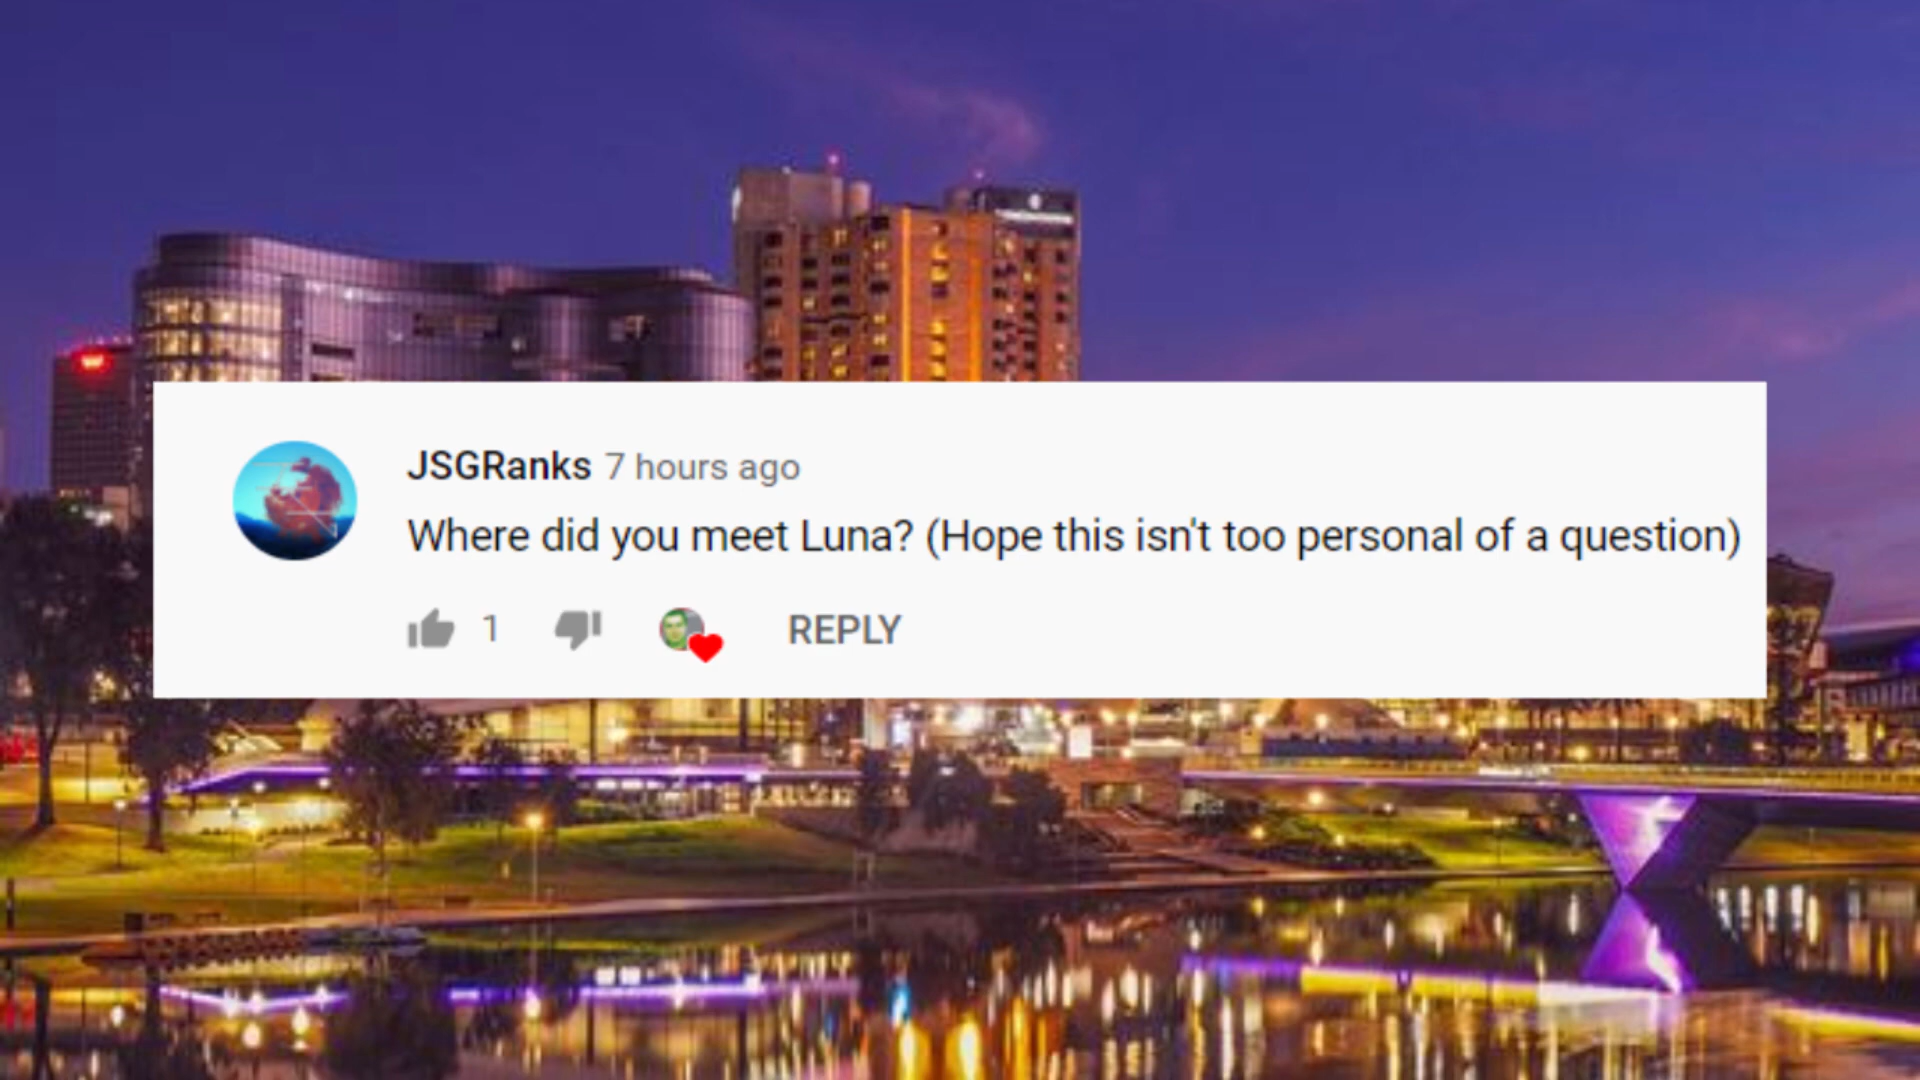 JSGRanks 7 hours ago
Where did you meet Luna? (Hope this isn't too personal of a question)
1 REPLY